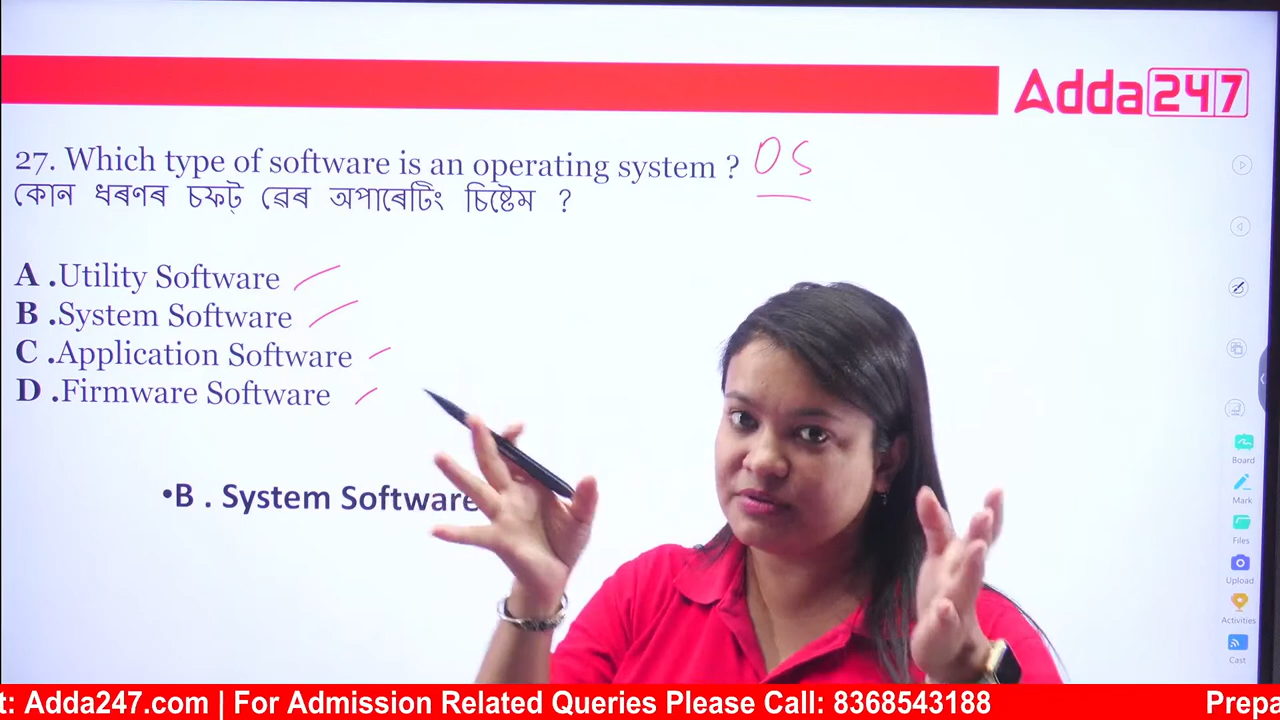 Adda247
27. Which type of software is an operating system ? OS
কোন ধৰণৰ চফট্ ৱেৰ অপাৰেটিং চিষ্টেম ?
A .Utility Software
B .System Software
C .Application Software
D .Firmware Software
•B . System Software
Board
Mark
Files
Upload
Activities
Cast
t: Adda247.com | For Admission Related Queries Please Call: 8368543188 Prepa